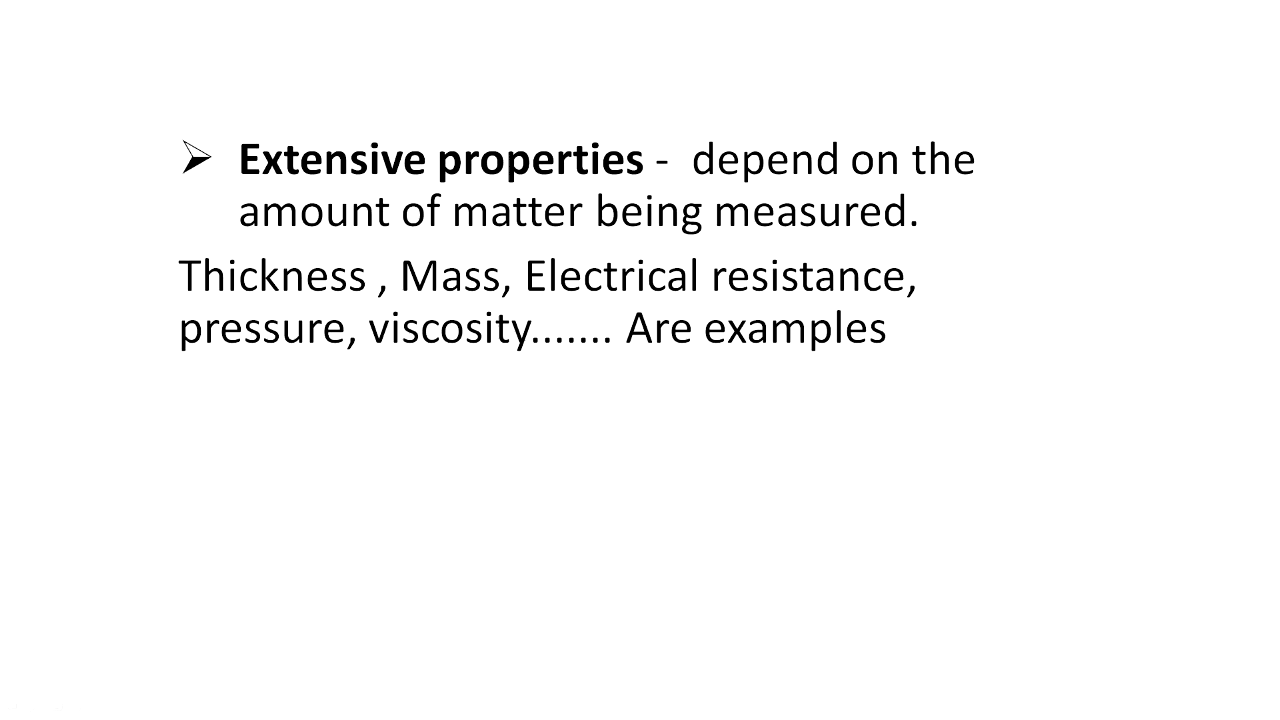 ➢ Extensive properties - depend on the
amount of matter being measured.
Thickness , Mass, Electrical resistance,
pressure, viscosity....... Are examples